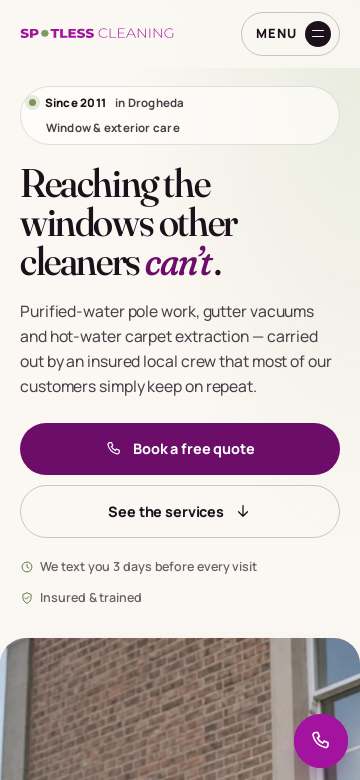 SP TLESS CLEANING
MENU
Since 2011 in Drogheda
Window & exterior care
Reaching the
windows other
cleaners can't.
Purified-water pole work, gutter vacuums
and hot-water carpet extraction — carried
out by an insured local crew that most of our
customers simply keep on repeat.
Book a free quote
See the services ↓
We text you 3 days before every visit
Insured & trained